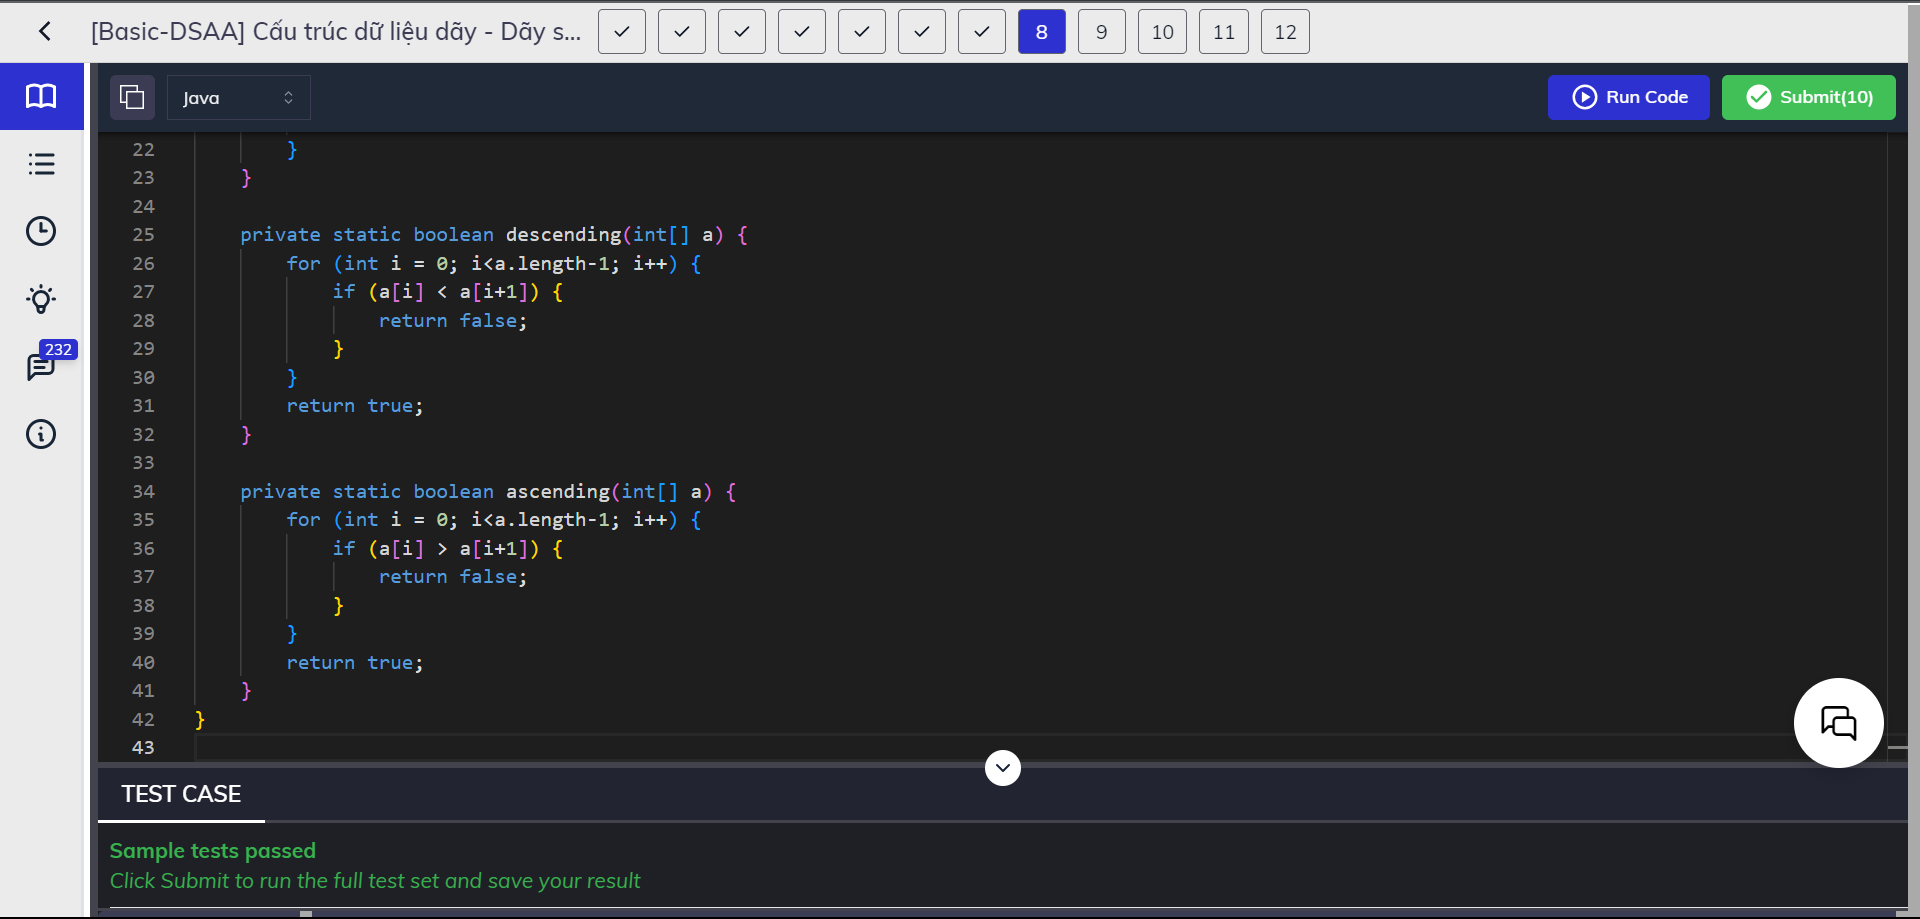 [Basic-DSAA] Cấu trúc dữ liệu dãy - Dãy s...
8
9
10
11
12
Java
Run Code
Submit(10)
232
22 }
23 }
24
25 private static boolean descending(int[] a) {
26 for (int i = 0; i<a.length-1; i++) {
27 if (a[i] < a[i+1]) {
28 return false;
29 }
30 }
31 return true;
32 }
33
34 private static boolean ascending(int[] a) {
35 for (int i = 0; i<a.length-1; i++) {
36 if (a[i] > a[i+1]) {
37 return false;
38 }
39 }
40 return true;
41 }
42 }
43
TEST CASE
Sample tests passed
Click Submit to run the full test set and save your result